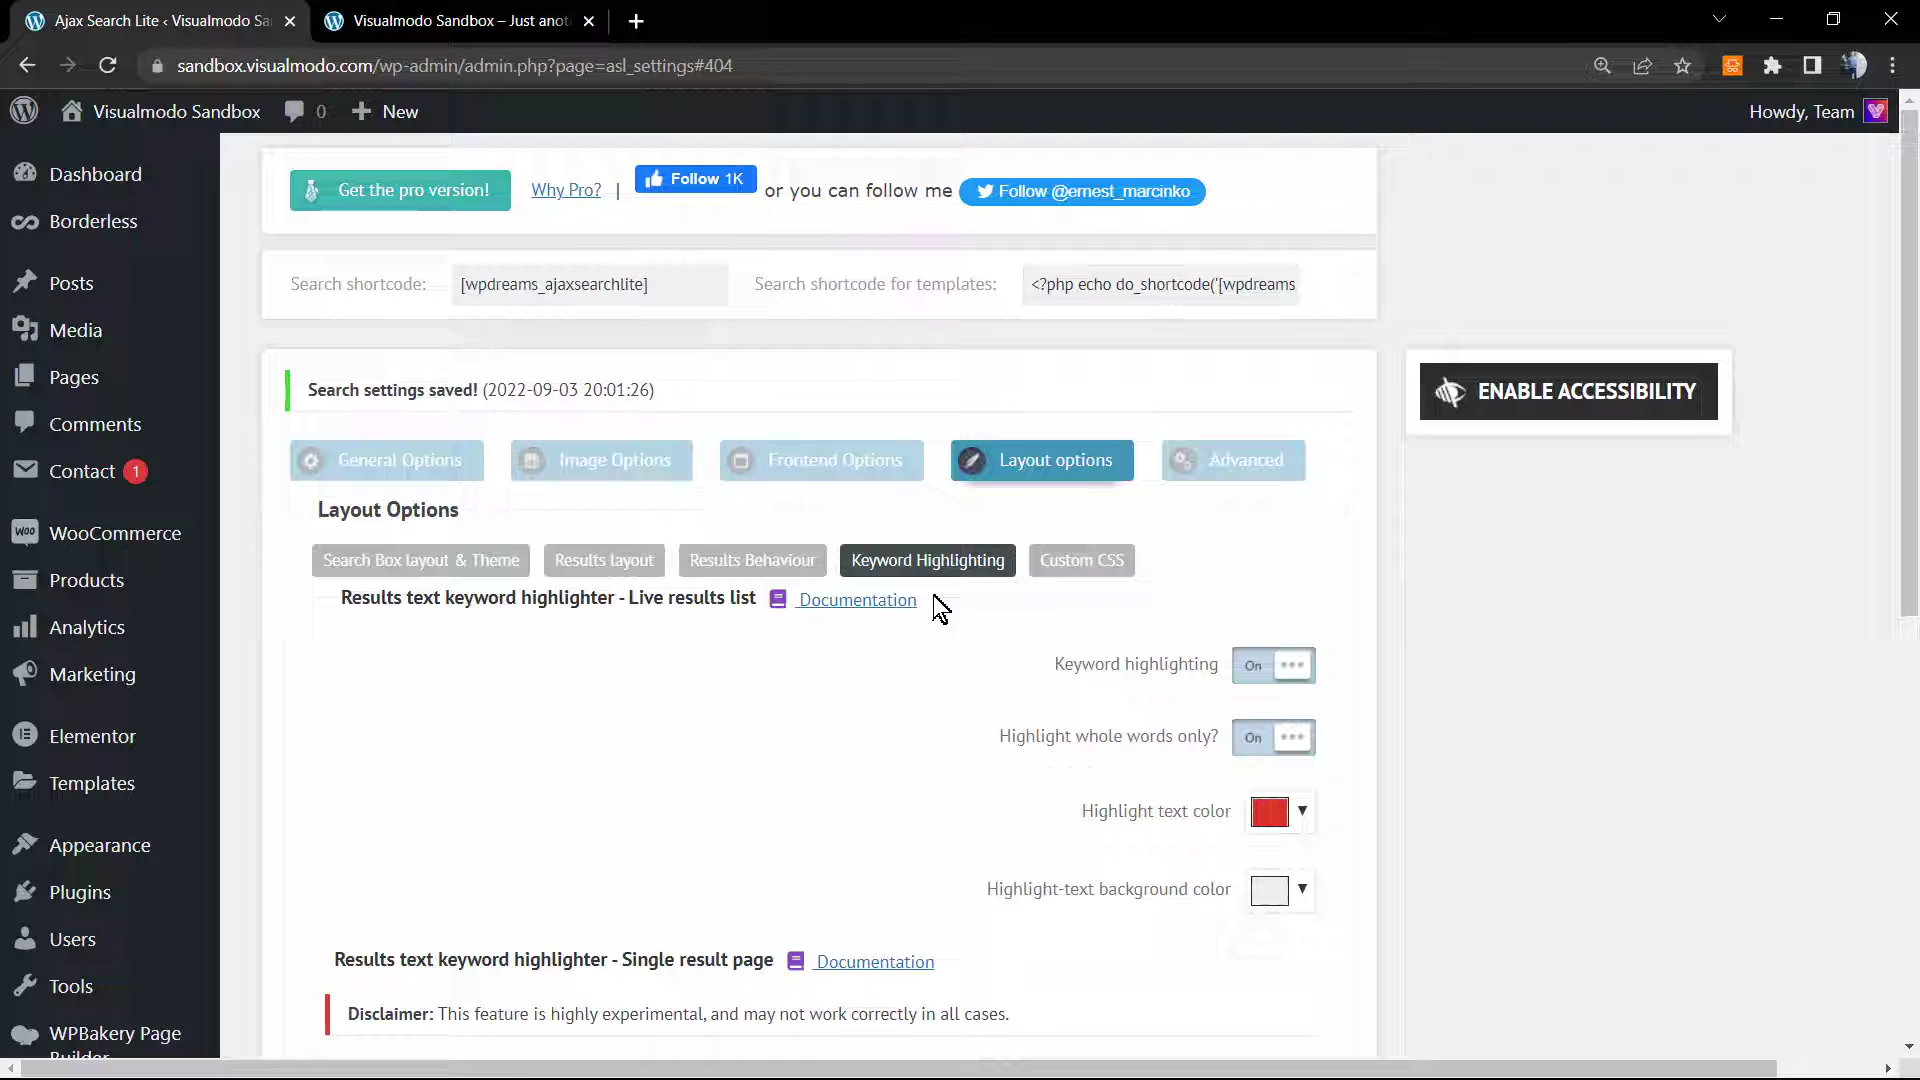 Ajax Search Lite ‹ Visualmodo Sa
Visualmodo Sandbox – Just anot
sandbox.visualmodo.com/wp-admin/admin.php?page=asl_settings#404
Visualmodo Sandbox
0
New
Howdy, Team
Dashboard
Borderless
Posts
Media
Pages
Comments
Contact 1
WooCommerce
Products
Analytics
Marketing
Elementor
Templates
Appearance
Plugins
Users
Tools
WPBakery Page
Builder
Get the pro version!
Why Pro?
|
Follow 1K
or you can follow me
Follow @ernest_marcinko
Search shortcode:
[wpdreams_ajaxsearchlite]
Search shortcode for templates:
<?php echo do_shortcode('[wpdreams
Search settings saved! (2022-09-03 20:01:26)
ENABLE ACCESSIBILITY
General Options
Image Options
Frontend Options
Layout options
Advanced
Layout Options
Search Box layout & Theme
Results layout
Results Behaviour
Keyword Highlighting
Custom CSS
Results text keyword highlighter - Live results list
Documentation
Keyword highlighting
On
Highlight whole words only?
On
Highlight text color
Highlight-text background color
Results text keyword highlighter - Single result page
Documentation
Disclaimer: This feature is highly experimental, and may not work correctly in all cases.